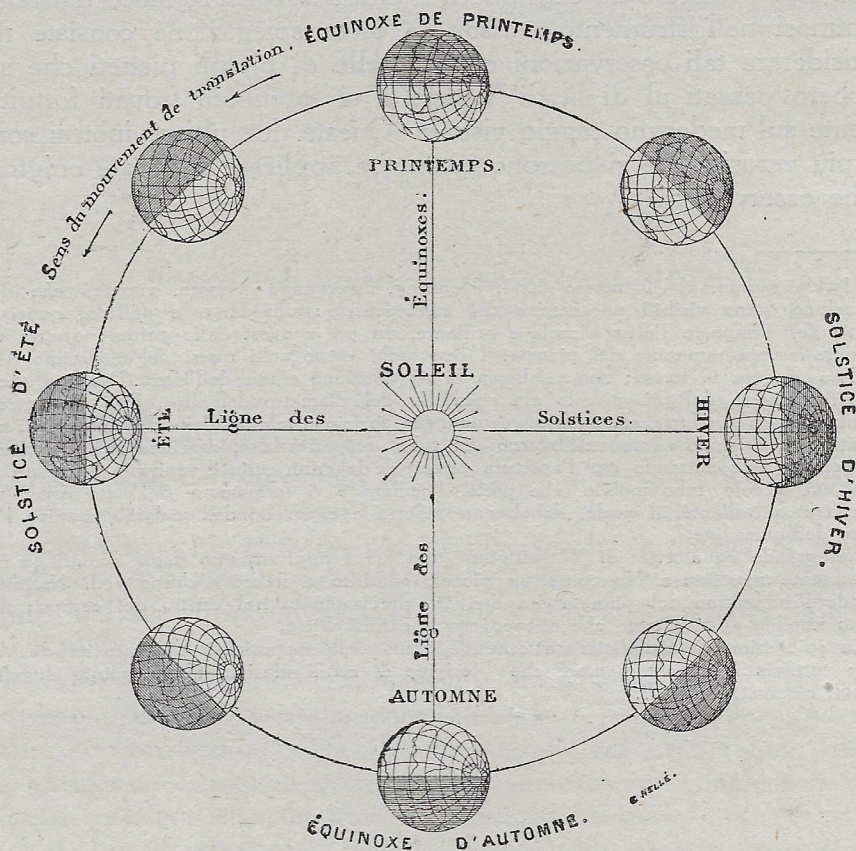 ÉQUINOXE DE PRINTEMPS.
Sens du mouvement de translation.
PRINTEMPS.
Équinoxes.
SOLSTICE D'ÉTÉ
ÉTÉ
Ligne des
SOLEIL
Solstices.
HIVER
SOLSTICE D'HIVER.
Ligne des
AUTOMNE
ÉQUINOXE D'AUTOMNE.
E HELLÉ.